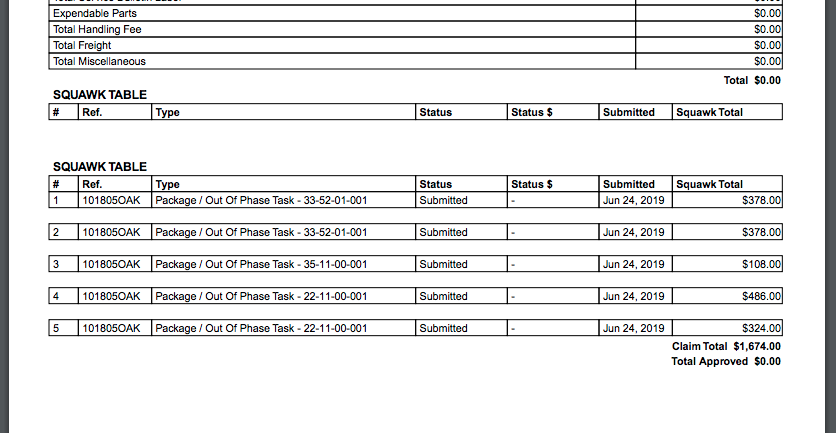 Expendable Parts $0.00
Total Handling Fee $0.00
Total Freight $0.00
Total Miscellaneous $0.00
Total $0.00
SQUAWK TABLE
# Ref. Type Status Status $ Submitted Squawk Total
SQUAWK TABLE
# Ref. Type Status Status $ Submitted Squawk Total
1 101805OAK Package / Out Of Phase Task - 33-52-01-001 Submitted - Jun 24, 2019 $378.00
2 101805OAK Package / Out Of Phase Task - 33-52-01-001 Submitted - Jun 24, 2019 $378.00
3 101805OAK Package / Out Of Phase Task - 35-11-00-001 Submitted - Jun 24, 2019 $108.00
4 101805OAK Package / Out Of Phase Task - 22-11-00-001 Submitted - Jun 24, 2019 $486.00
5 101805OAK Package / Out Of Phase Task - 22-11-00-001 Submitted - Jun 24, 2019 $324.00
Claim Total $1,674.00
Total Approved $0.00